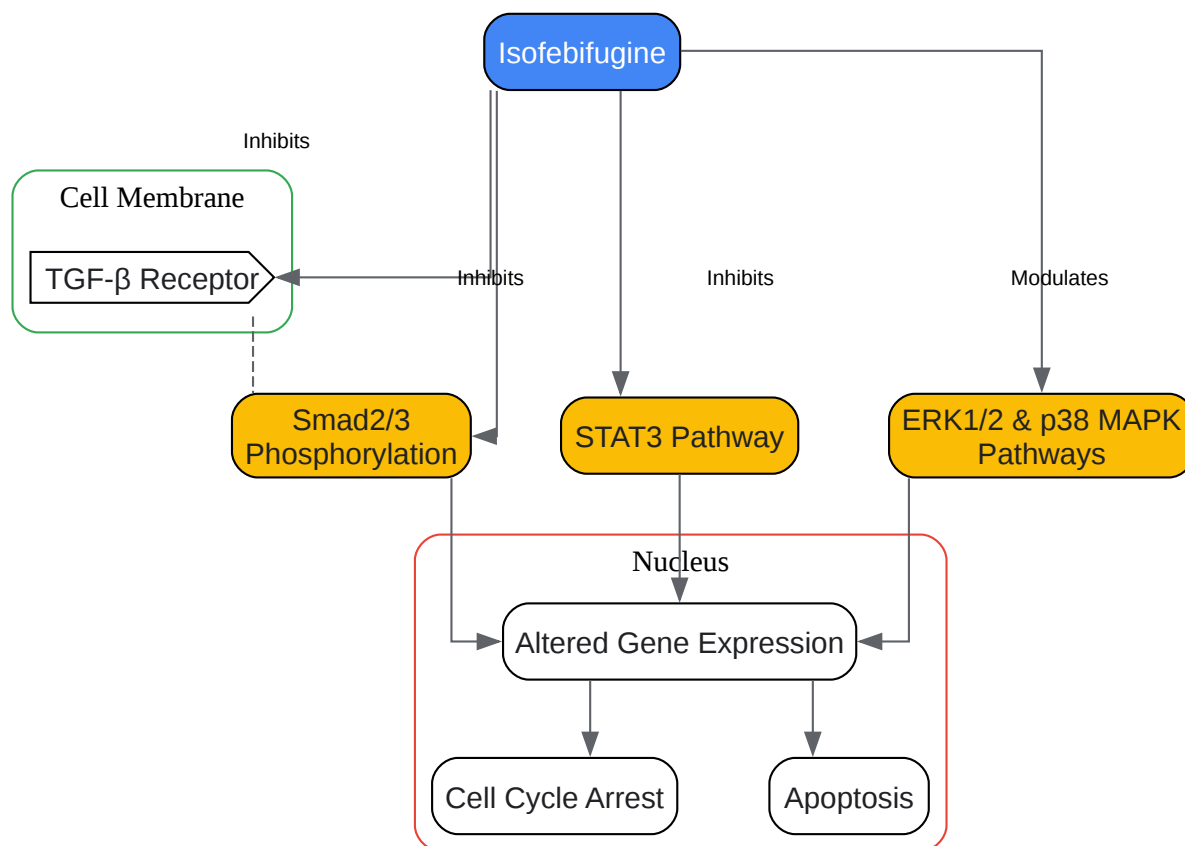 Isofebifugine
Inhibits
Cell Membrane
TGF-β Receptor
Inhibits
Inhibits
Modulates
Smad2/3
Phosphorylation
STAT3 Pathway
ERK1/2 & p38 MAPK
Pathways
Nucleus
Altered Gene Expression
Cell Cycle Arrest
Apoptosis